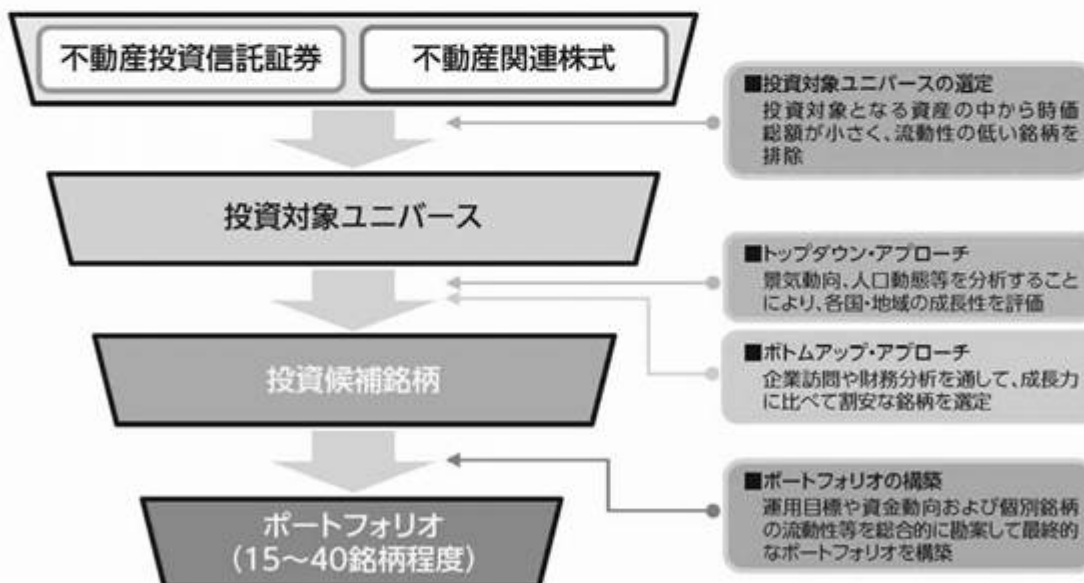 不動産投資信託証券
不動産関連株式
■投資対象ユニバースの選定
投資対象となる資産の中から時価
総額が小さく、流動性の低い銘柄を
排除
投資対象ユニバース
■トップダウン・アプローチ
景気動向、人口動態等を分析すること
により、各国・地域の成長性を評価
■ボトムアップ・アプローチ
企業訪問や財務分析を通して、成長力
に比べて割安な銘柄を選定
投資候補銘柄
■ポートフォリオの構築
運用目標や資金動向および個別銘柄
の流動性等を総合的に勘案して最終的
なポートフォリオを構築
ポートフォリオ
(15～40銘柄程度)